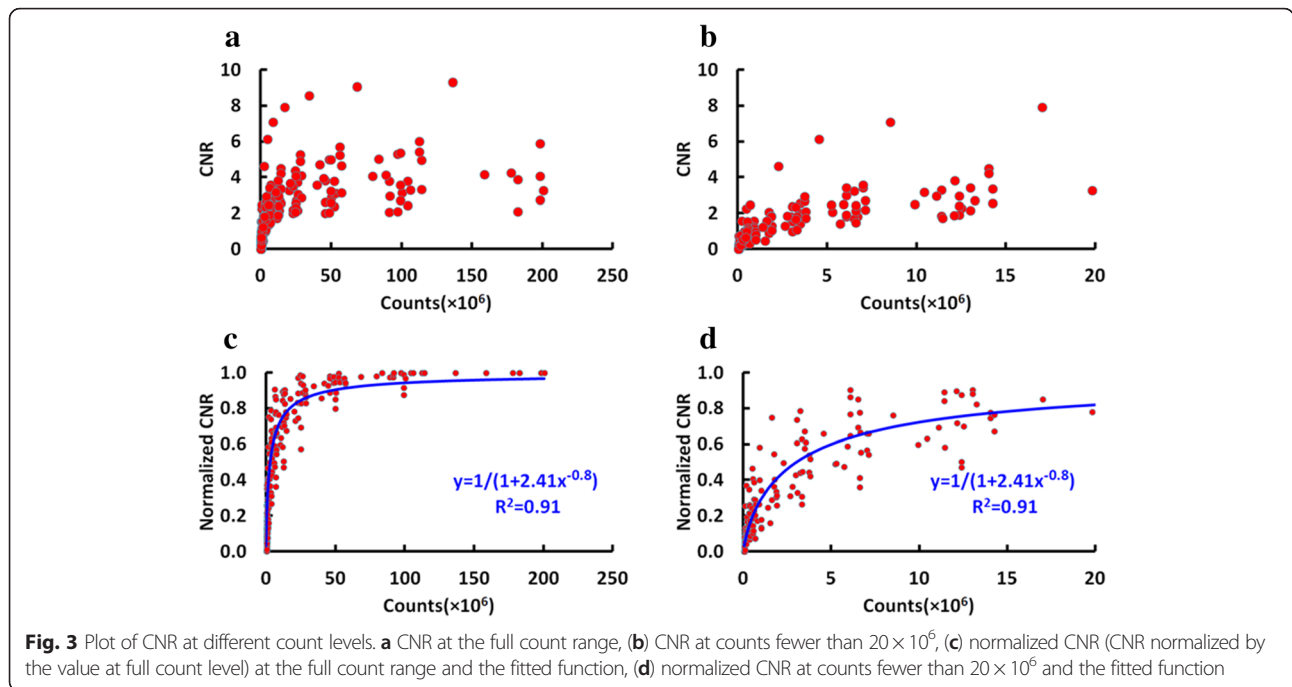 a
10
8
6
4
2
0
CNR
0 50 100 150 200 250
Counts(×10⁶)
b
10
8
6
4
2
0
CNR
0 5 10 15 20
Counts(×10⁶)
c
1.0
0.8
0.6
0.4
0.2
0.0
Normalized CNR
y=1/(1+2.41x⁻⁰·⁸)
R²=0.91
0 50 100 150 200 250
Counts(×10⁶)
d
1.0
0.8
0.6
0.4
0.2
0.0
Normalized CNR
y=1/(1+2.41x⁻⁰·⁸)
R²=0.91
0 5 10 15 20
Counts(×10⁶)
Fig. 3 Plot of CNR at different count levels. a CNR at the full count range, (b) CNR at counts fewer than 20 × 10⁶, (c) normalized CNR (CNR normalized by
the value at full count level) at the full count range and the fitted function, (d) normalized CNR at counts fewer than 20 × 10⁶ and the fitted function